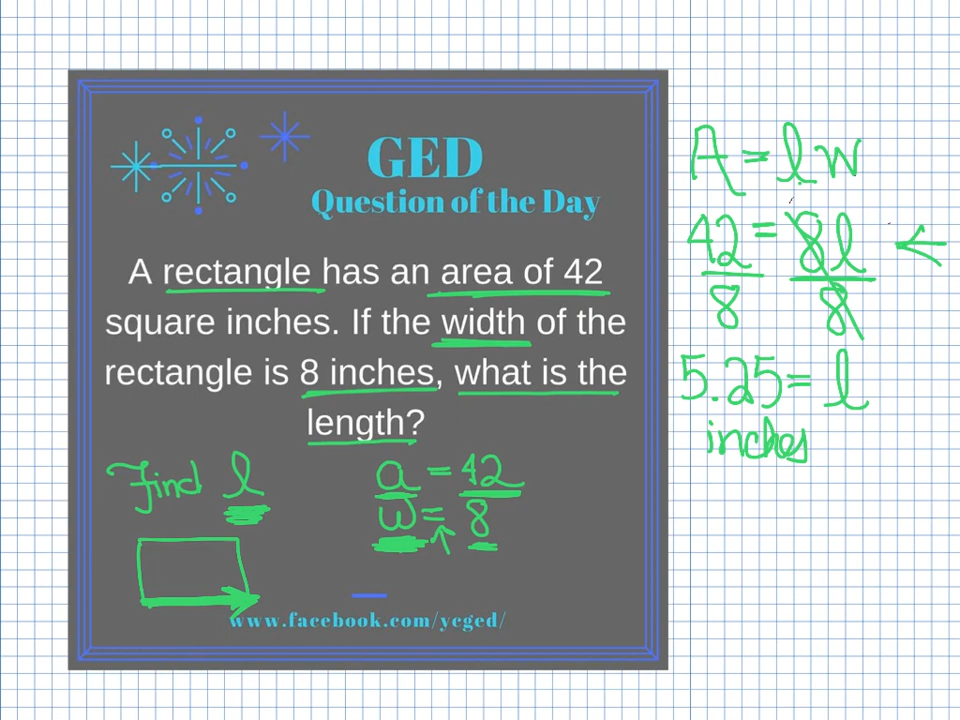 GED
Question of the Day
A rectangle has an area of 42
square inches. If the width of the
rectangle is 8 inches, what is the
length?
Find l
a = 42
w = 8
www.facebook.com/ycged/
A = lw
42 = 8l
8 8
5.25 = l
inches